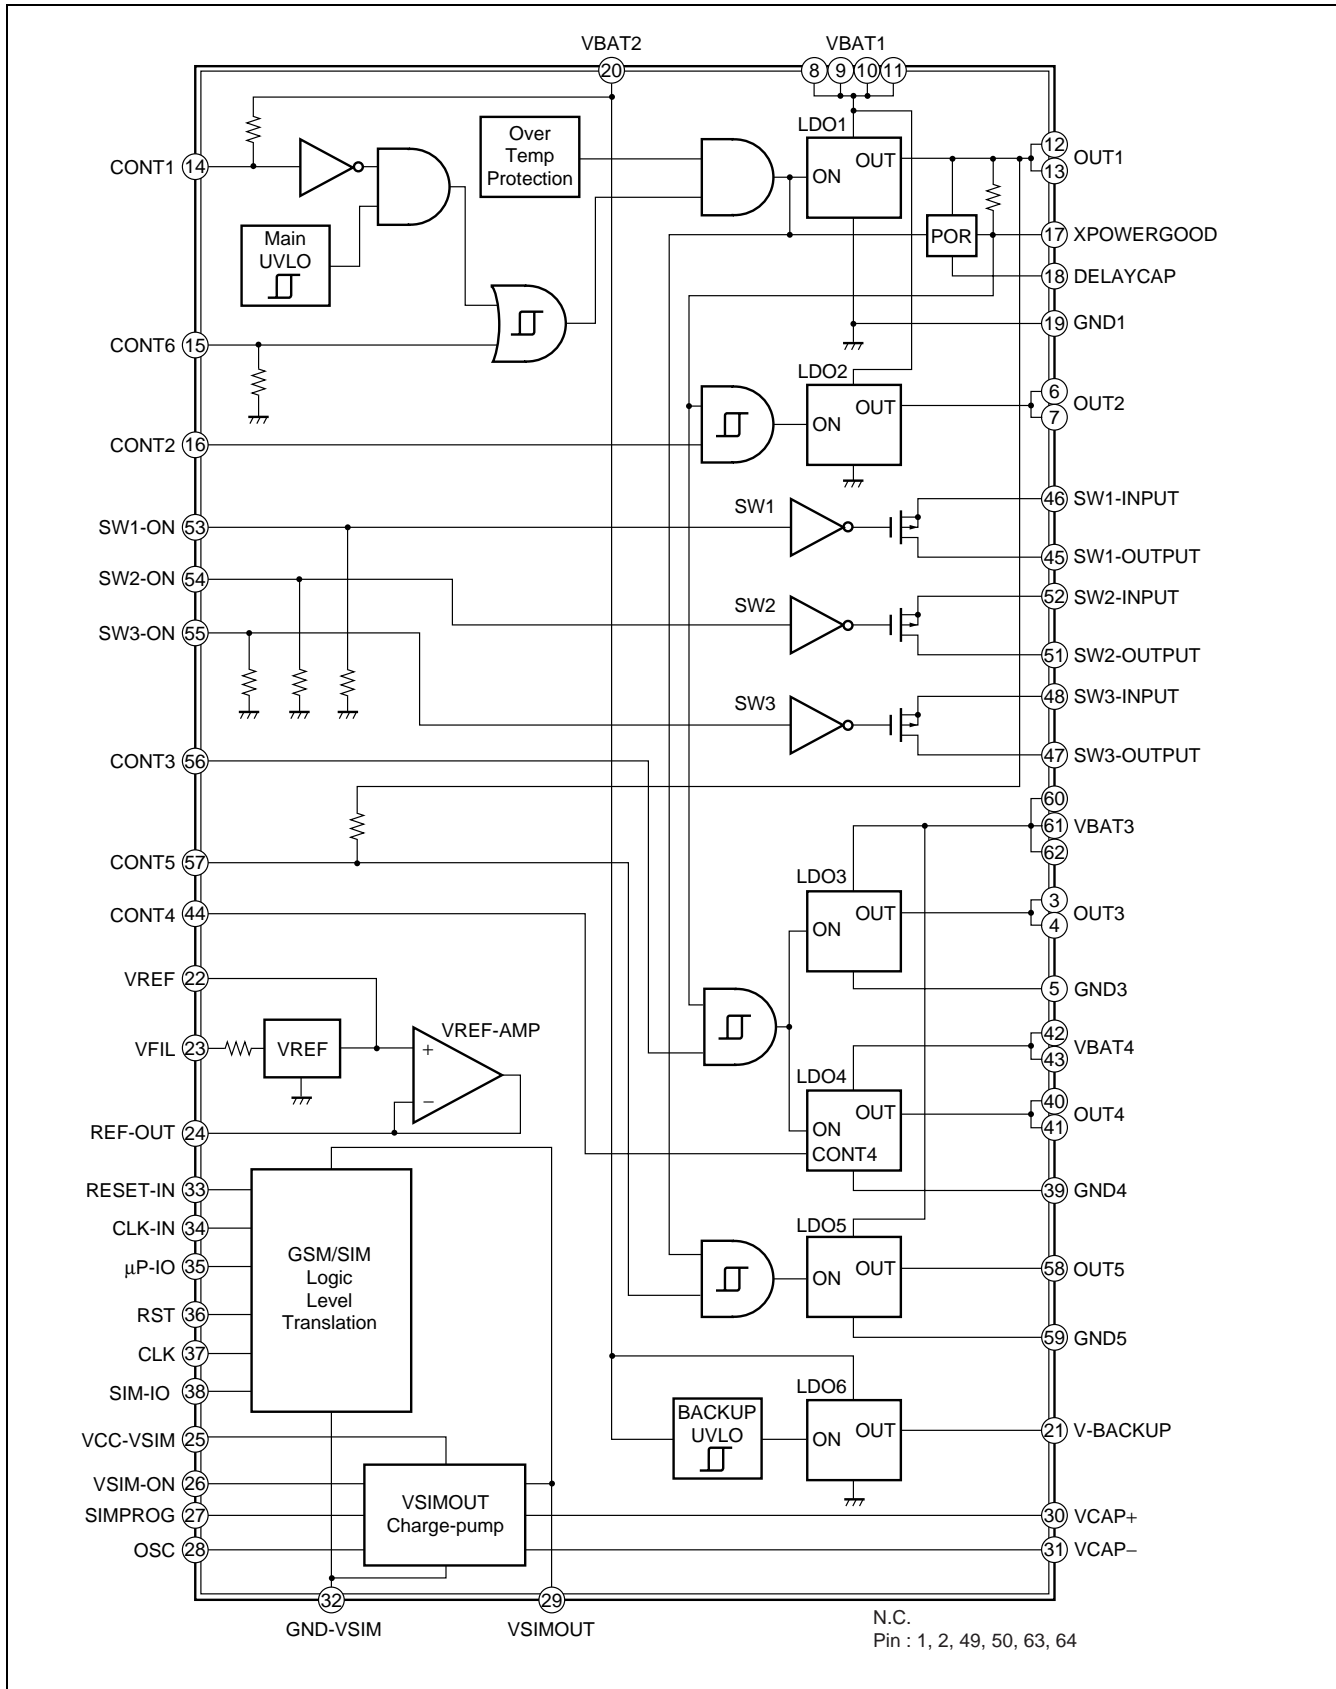 VBAT2
VBAT1
20
8
9
10
11
LDO1
Over
Temp
Protection
CONT1
14
OUT
ON
12
13
OUT1
Main
UVLO
POR
17
XPOWERGOOD
18
DELAYCAP
19
GND1
CONT6
15
LDO2
OUT
ON
6
7
OUT2
CONT2
16
SW1-ON
53
SW1
46
SW1-INPUT
45
SW1-OUTPUT
SW2-ON
54
SW2
52
SW2-INPUT
51
SW2-OUTPUT
SW3-ON
55
SW3
48
SW3-INPUT
47
SW3-OUTPUT
CONT3
56
60
61
62
VBAT3
CONT5
57
LDO3
OUT
ON
3
4
OUT3
CONT4
44
VREF
22
5
GND3
VFIL
23
VREF
VREF-AMP
+
−
42
43
VBAT4
LDO4
OUT
ON
CONT4
40
41
OUT4
REF-OUT
24
39
GND4
RESET-IN
33
CLK-IN
34
μP-IO
35
RST
36
CLK
37
SIM-IO
38
GSM/SIM
Logic
Level
Translation
LDO5
OUT
ON
58
OUT5
59
GND5
LDO6
BACKUP
UVLO
OUT
ON
21
V-BACKUP
VCC-VSIM
25
VSIM-ON
26
SIMPROG
27
OSC
28
VSIMOUT
Charge-pump
30
VCAP+
31
VCAP−
32
GND-VSIM
29
VSIMOUT
N.C.
Pin : 1, 2, 49, 50, 63, 64